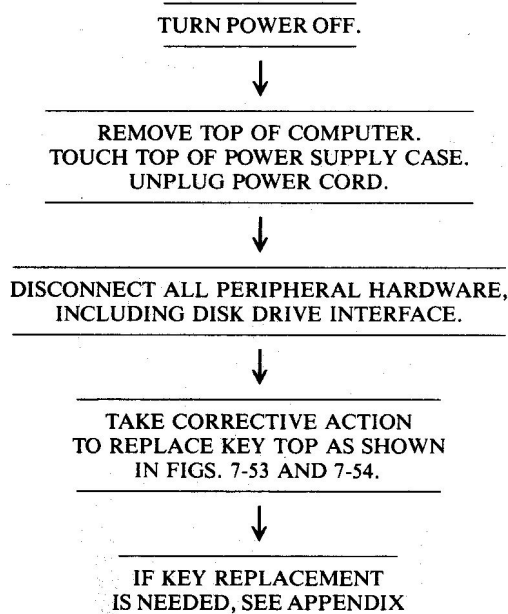 TURN POWER OFF.
REMOVE TOP OF COMPUTER.
TOUCH TOP OF POWER SUPPLY CASE.
UNPLUG POWER CORD.
DISCONNECT ALL PERIPHERAL HARDWARE,
INCLUDING DISK DRIVE INTERFACE.
TAKE CORRECTIVE ACTION
TO REPLACE KEY TOP AS SHOWN
IN FIGS. 7-53 AND 7-54.
IF KEY REPLACEMENT
IS NEEDED, SEE APPENDIX